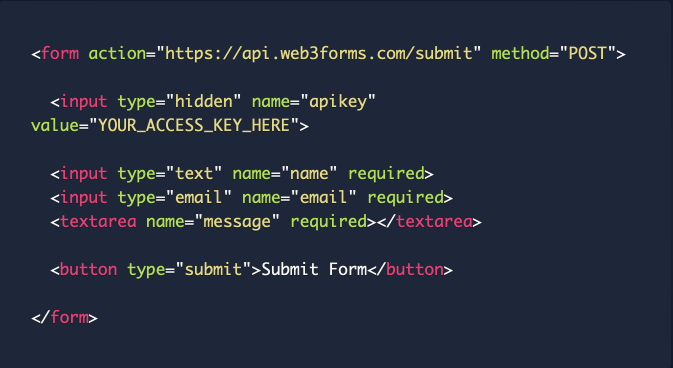 <form action="https://api.web3forms.com/submit" method="POST">
<input type="hidden" name="apikey"
value="YOUR_ACCESS_KEY_HERE">
<input type="text" name="name" required>
<input type="email" name="email" required>
<textarea name="message" required></textarea>
<button type="submit">Submit Form</button>
</form>